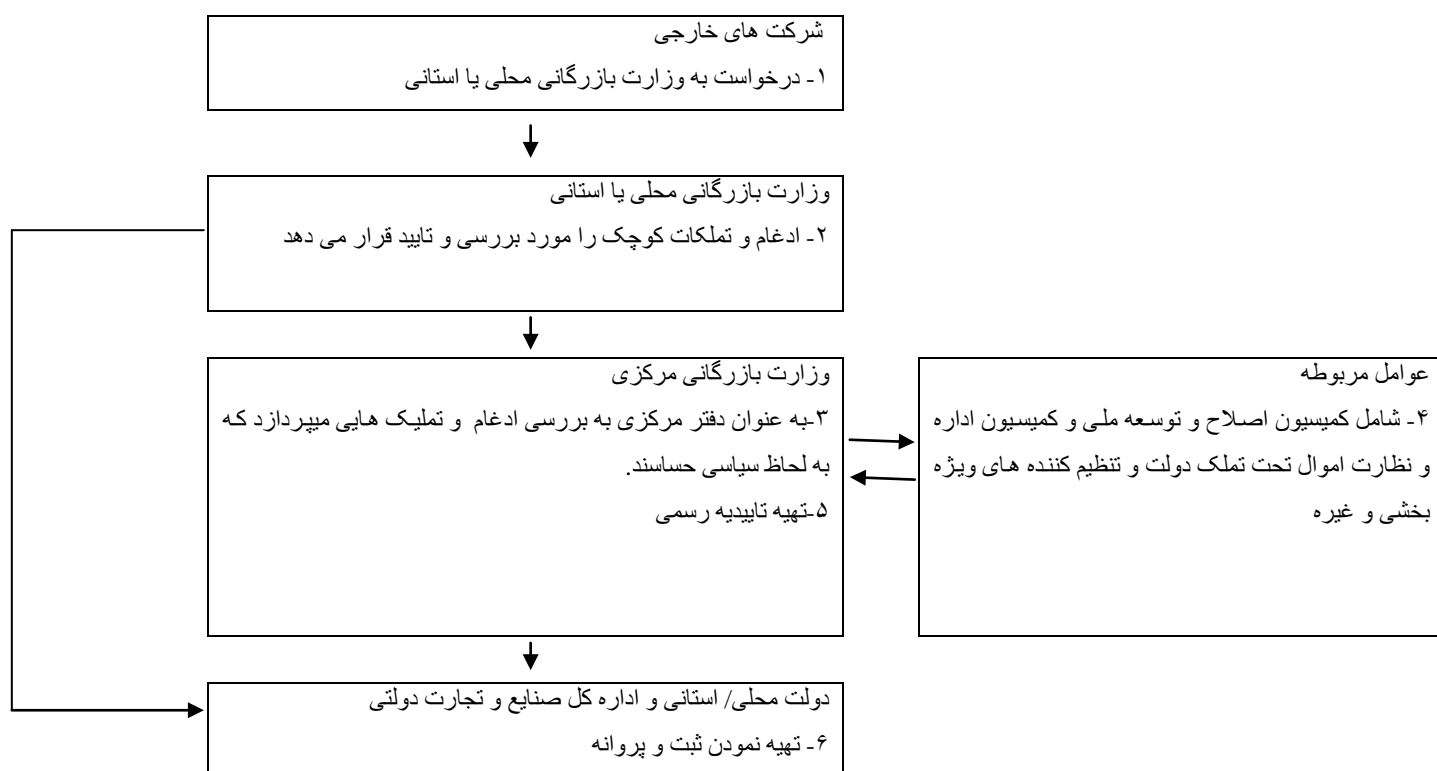 شرکت های خارجی
۱- درخواست به وزارت بازرگانی محلی یا استانی
وزارت بازرگانی محلی یا استانی
۲- ادغام و تملکات کوچک را مورد بررسی و تایید قرار می دهد
وزارت بازرگانی مرکزی
۳-به عنوان دفتر مرکزی به بررسی ادغام و تملیک هایی میپردازد که
به لحاظ سیاسی حساسند.
۵-تهیه تاییدیه رسمی
عوامل مربوطه
۴- شامل کمیسیون اصلاح و توسعه ملی و کمیسیون اداره
و نظارت اموال تحت تملک دولت و تنظیم کننده های ویژه
بخشی و غیره
دولت محلی/ استانی و اداره کل صنایع و تجارت دولتی
۶- تهیه نمودن ثبت و پروانه